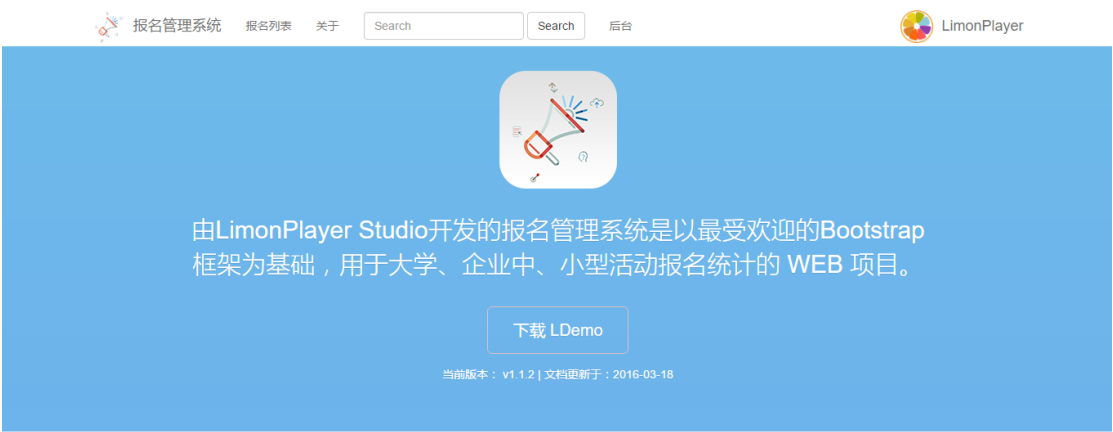 报名管理系统 报名列表 关于 Search Search 后台 LimonPlayer
由LimonPlayer Studio开发的报名管理系统是以最受欢迎的Bootstrap
框架为基础，用于大学、企业中、小型活动报名统计的 WEB 项目。
下载 LDemo
当前版本： v1.1.2 | 文档更新于：2016-03-18